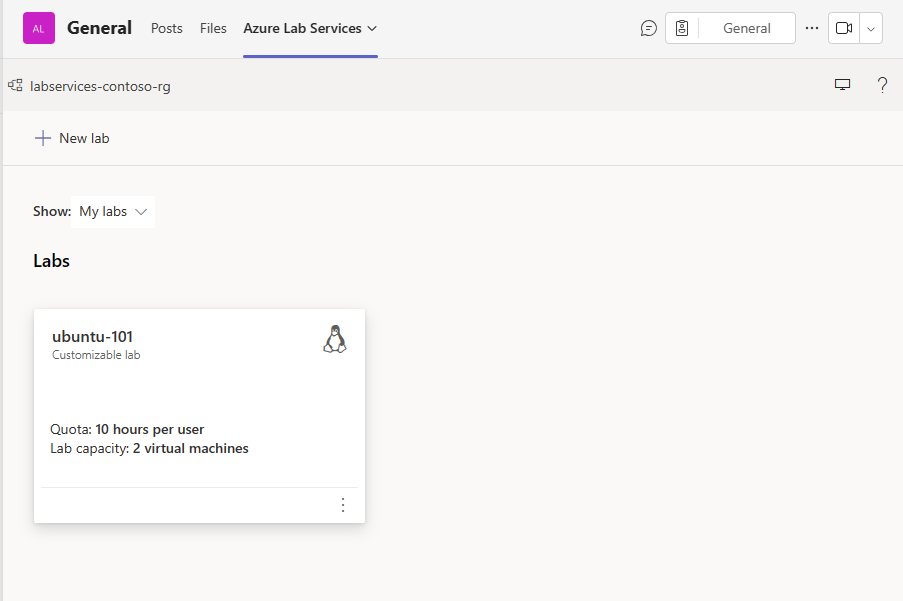 AL General Posts Files Azure Lab Services General
labservices-contoso-rg ?
New lab
Show: My labs
Labs
ubuntu-101
Customizable lab
Quota: 10 hours per user
Lab capacity: 2 virtual machines